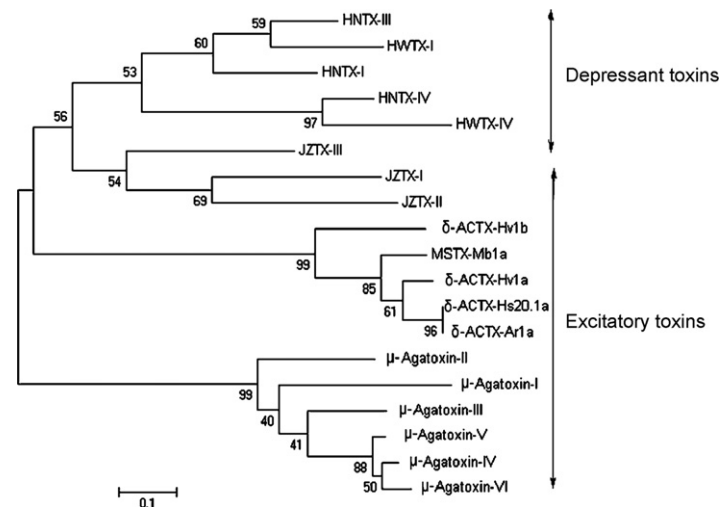 HNTX-III
59
HWTX-I
60
HNTX-I
53
HNTX-IV
97
HWTX-IV
56
JZTX-III
54
JZTX-I
69
JZTX-II
δ-ACTX-Hv1b
99
MSTX-Mb1a
85
δ-ACTX-Hv1a
61
δ-ACTX-Hs20.1a
96
δ-ACTX-Ar1a
μ-Agatoxin-II
99
μ-Agatoxin-I
40
μ-Agatoxin-III
41
μ-Agatoxin-V
88
μ-Agatoxin-IV
50
μ-Agatoxin-VI
0.1
Depressant toxins
Excitatory toxins